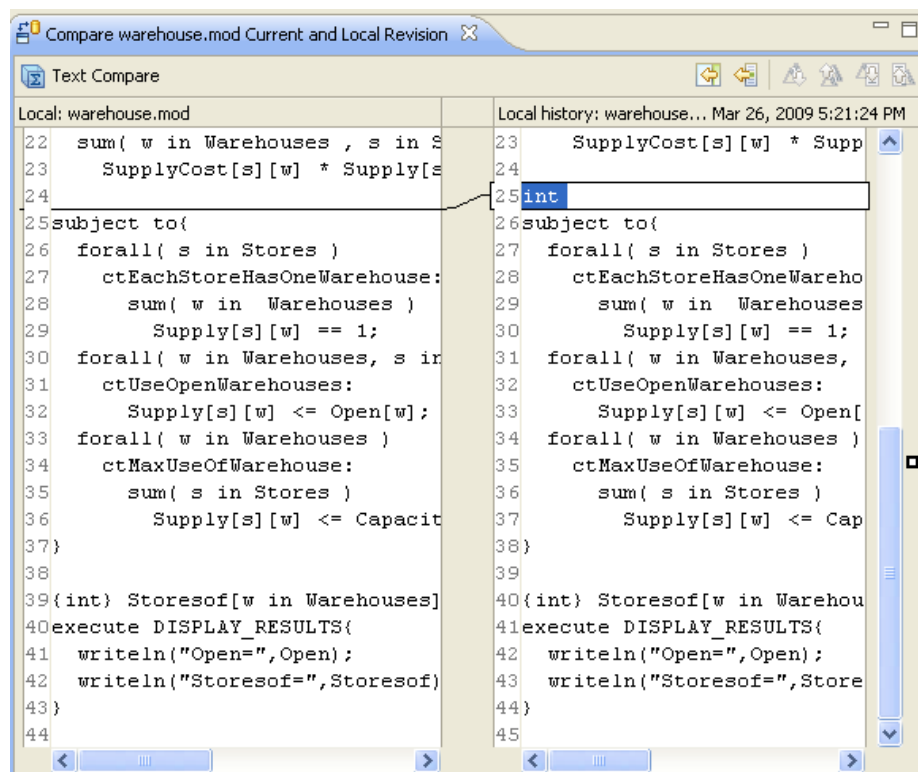 Compare warehouse.mod Current and Local Revision
Text Compare
Local: warehouse.mod
22 sum( w in Warehouses , s in S
23 SupplyCost[s][w] * Supply[s
24
25 subject to{
26 forall( s in Stores )
27 ctEachStoreHasOneWarehouse:
28 sum( w in Warehouses )
29 Supply[s][w] == 1;
30 forall( w in Warehouses, s in
31 ctUseOpenWarehouses:
32 Supply[s][w] <= Open[w];
33 forall( w in Warehouses )
34 ctMaxUseOfWarehouse:
35 sum( s in Stores )
36 Supply[s][w] <= Capacit
37 }
38
39 {int} Storesof[w in Warehouses]
40 execute DISPLAY_RESULTS{
41 writeln("Open=",Open);
42 writeln("Storesof=",Storesof)
43 }
44
Local history: warehouse... Mar 26, 2009 5:21:24 PM
23 SupplyCost[s][w] * Supp
24
25 int
26 subject to{
27 forall( s in Stores )
28 ctEachStoreHasOneWareho
29 sum( w in Warehouses
30 Supply[s][w] == 1;
31 forall( w in Warehouses,
32 ctUseOpenWarehouses:
33 Supply[s][w] <= Open[
34 forall( w in Warehouses )
35 ctMaxUseOfWarehouse:
36 sum( s in Stores )
37 Supply[s][w] <= Cap
38 }
39
40 {int} Storesof[w in Warehou
41 execute DISPLAY_RESULTS{
42 writeln("Open=",Open);
43 writeln("Storesof=",Store
44 }
45